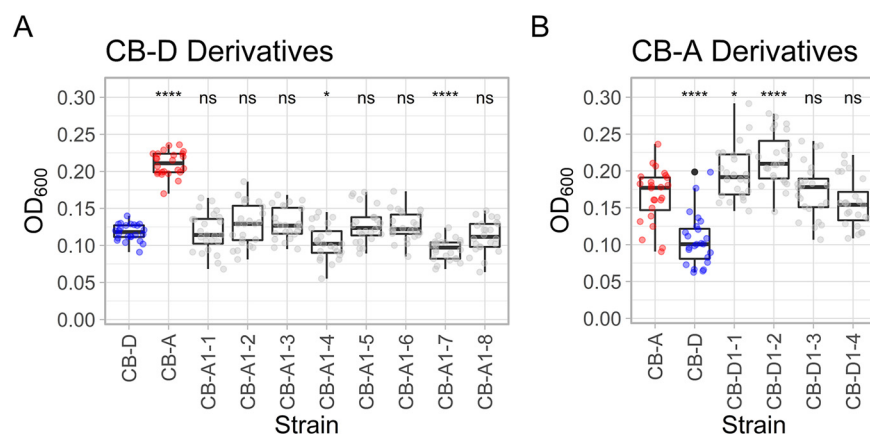 A
CB-D Derivatives
OD600
0.30
0.25
0.20
0.15
0.10
0.05
0.00
**** ns ns ns * ns ns **** ns
CB-D CB-A CB-A1-1 CB-A1-2 CB-A1-3 CB-A1-4 CB-A1-5 CB-A1-6 CB-A1-7 CB-A1-8
Strain
B
CB-A Derivatives
OD600
0.30
0.25
0.20
0.15
0.10
0.05
0.00
**** * **** ns ns
CB-A CB-D CB-D1-1 CB-D1-2 CB-D1-3 CB-D1-4
Strain